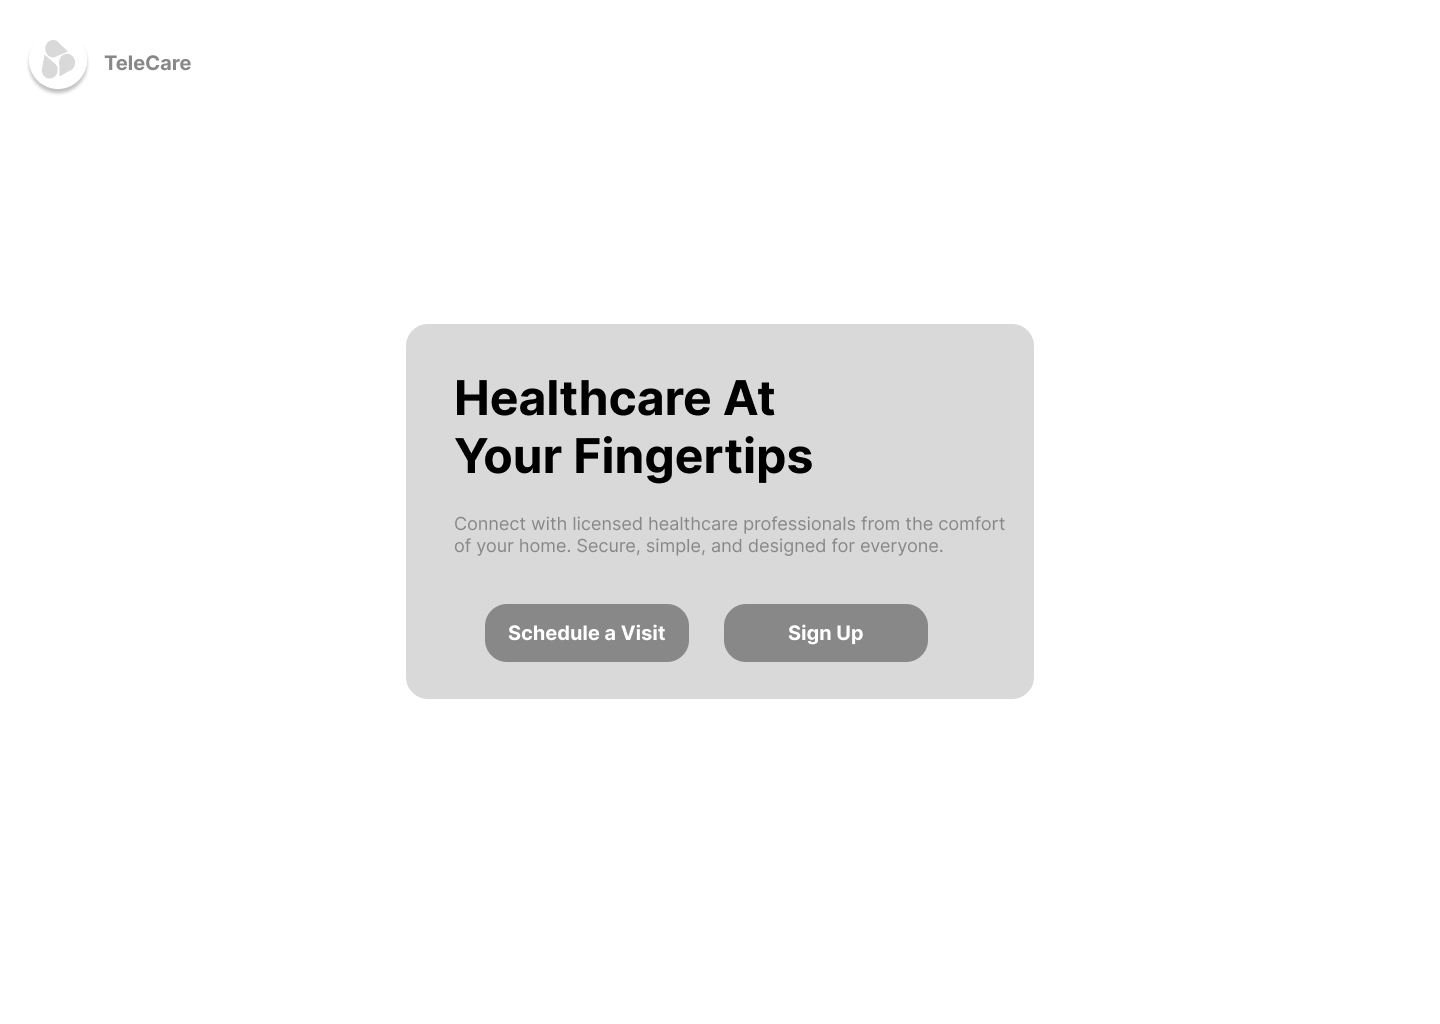 TeleCare
Healthcare At
Your Fingertips
Connect with licensed healthcare professionals from the comfort
of your home. Secure, simple, and designed for everyone.
Schedule a Visit
Sign Up